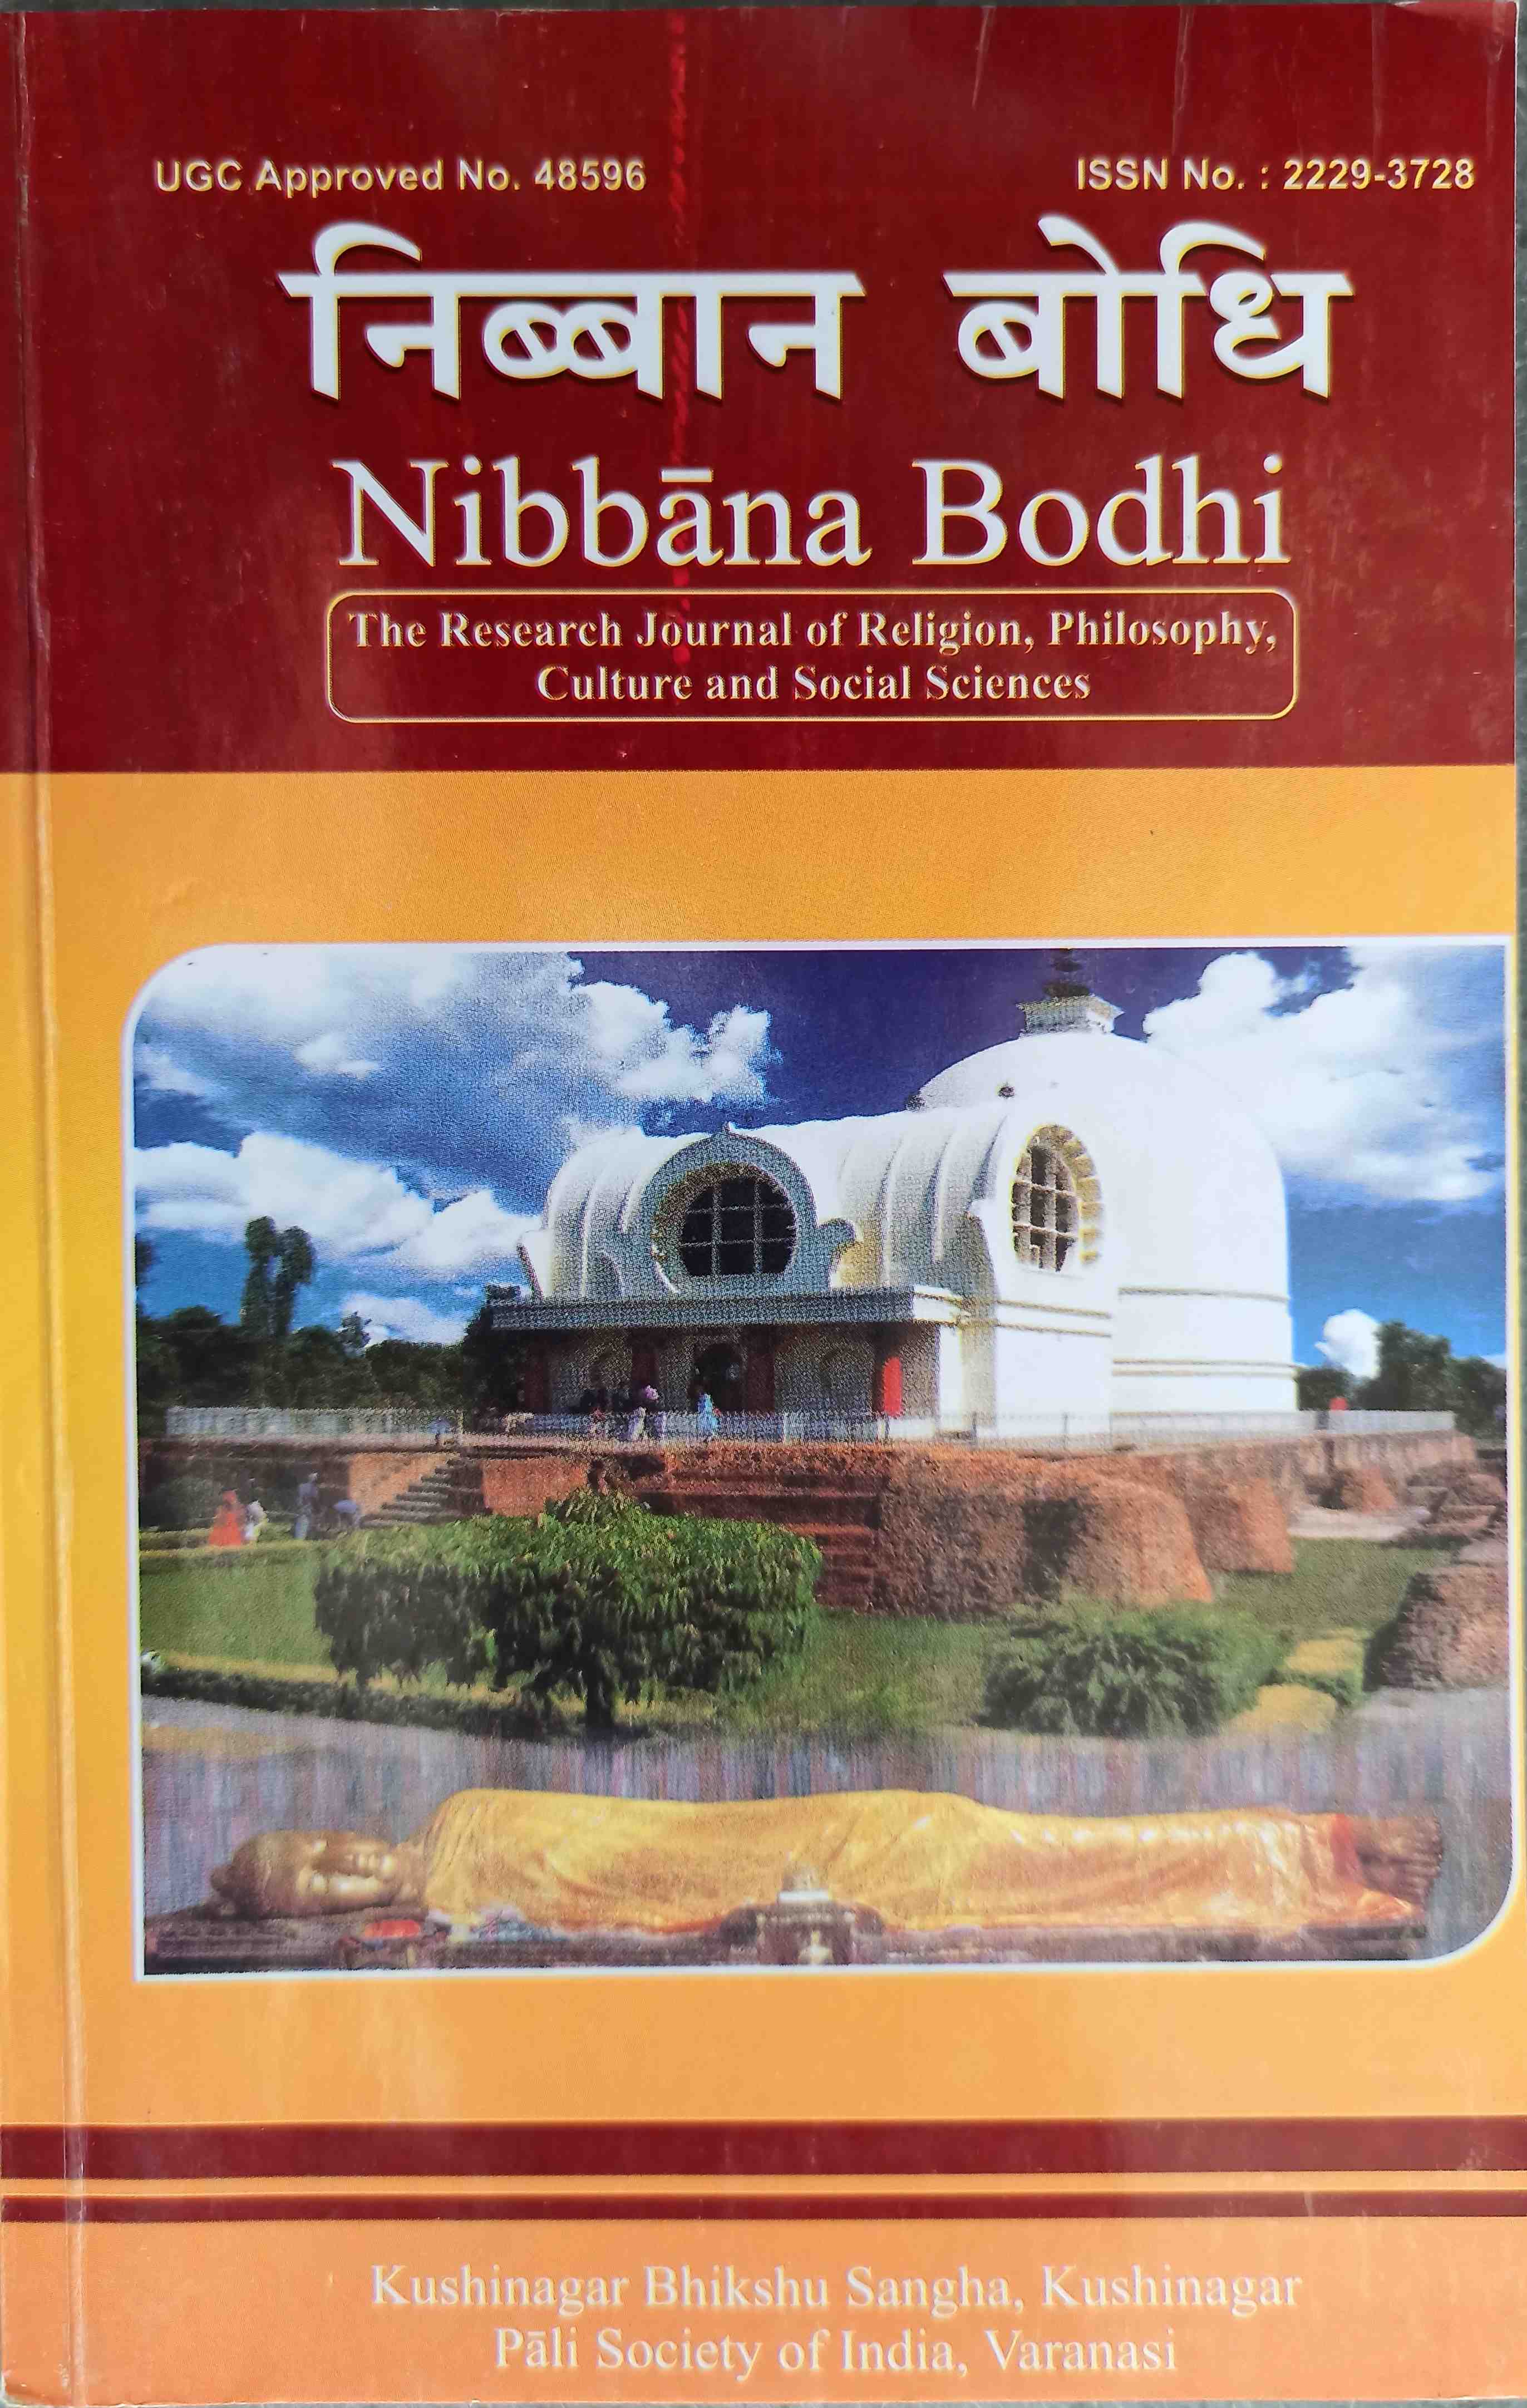 UGC Approved No. 48596
ISSN No. : 2229-3728
निब्बान बोधि
Nibbāna Bodhi
The Research Journal of Religion, Philosophy,
Culture and Social Sciences
Kushinagar Bhikshu Sangha, Kushinagar
Pāli Society of India, Varanasi